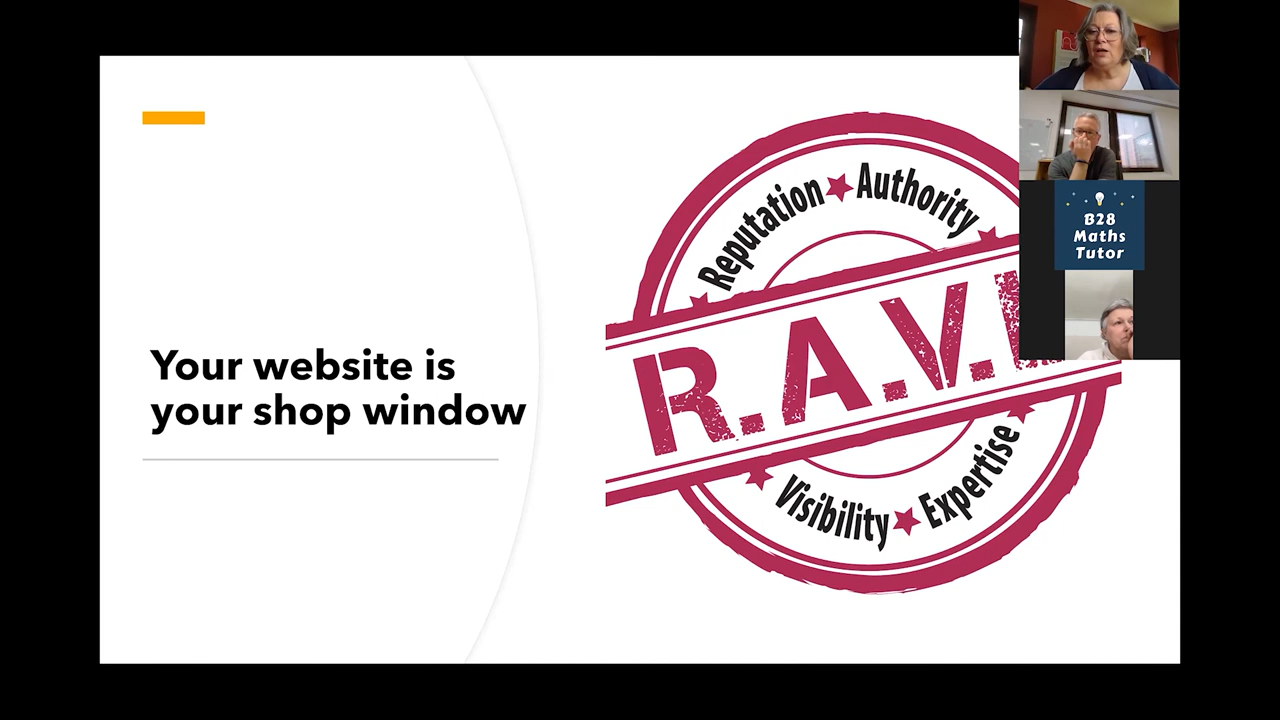 Your website is
your shop window
Reputation ★ Authority
R.A.V.
Visibility ★ Expertise
B28
Maths
Tutor